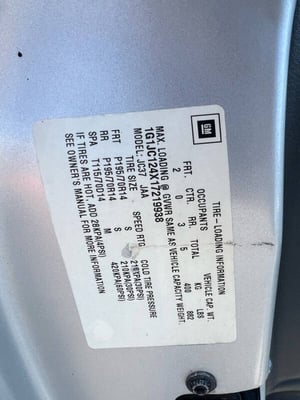 GM
TIRE-LOADING INFORMATION
OCCUPANTS VEHICLE CAP. WT.
FRT. CTR. RR. TOTAL KG LBS
2 0 3 5 400 882
MAX. LOADING @ GVWR SAME AS VEHICLE CAPACITY WEIGHT.
1G1JC124X17219938
MODEL: JC37 JAA
TIRE SIZE SPEED RTG. COLD TIRE PRESSURE
FRT P195/70R14 S 210KPA(30PSI)
RR P195/70R14 S 210KPA(30PSI)
SPA T115/70D14 M 420KPA(60PSI)
IF TIRES ARE HOT, ADD 28KPA(4PSI)
SEE OWNER'S MANUAL FOR MORE INFORMATION